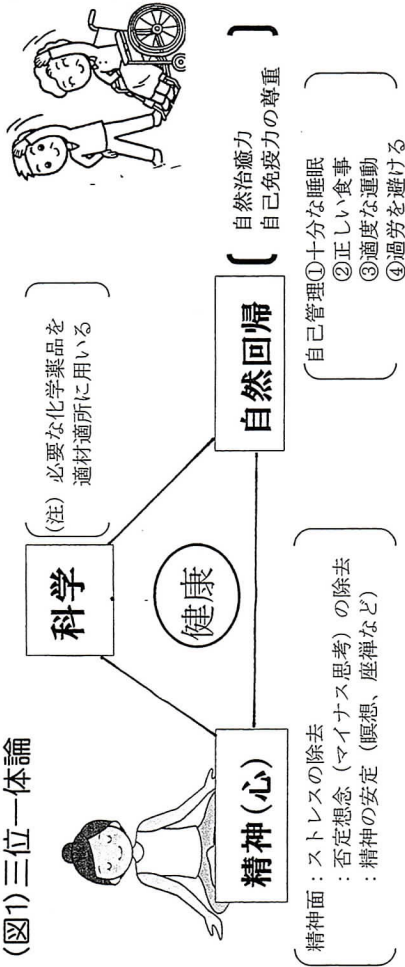 (図1)三位一体論
科学
(注) 必要な化学薬品を
適材適所に用いる
健康
精神(心)
自然回帰
自然治癒力
自己免疫力の尊重
精神面：ストレスの除去
：否定想念（マイナス思考）の除去
：精神の安定（瞑想、座禅など）
自己管理①十分な睡眠
②正しい食事
③適度な運動
④過労を避ける